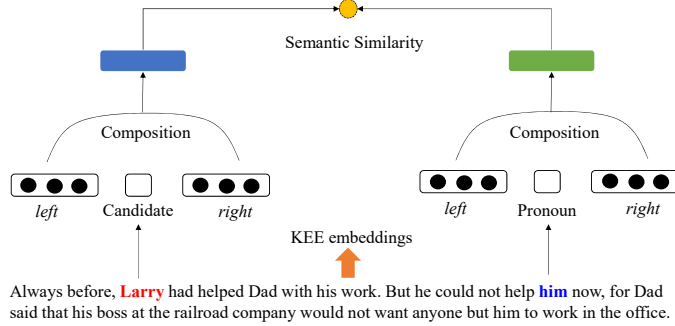 Semantic Similarity
Composition
Composition
left
Candidate
right
left
Pronoun
right
KEE embeddings
Always before, Larry had helped Dad with his work. But he could not help him now, for Dad
said that his boss at the railroad company would not want anyone but him to work in the office.